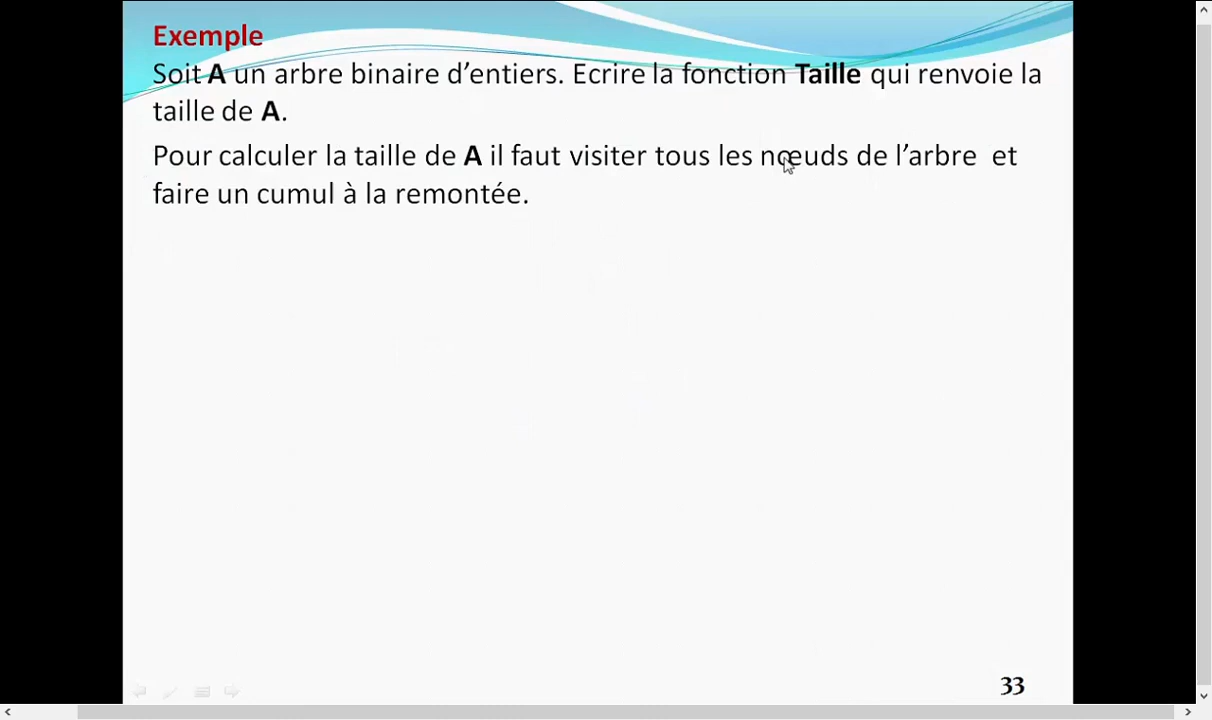 Exemple
Soit A un arbre binaire d’entiers. Ecrire la fonction Taille qui renvoie la
taille de A.
Pour calculer la taille de A il faut visiter tous les nœuds de l’arbre et
faire un cumul à la remontée.
33